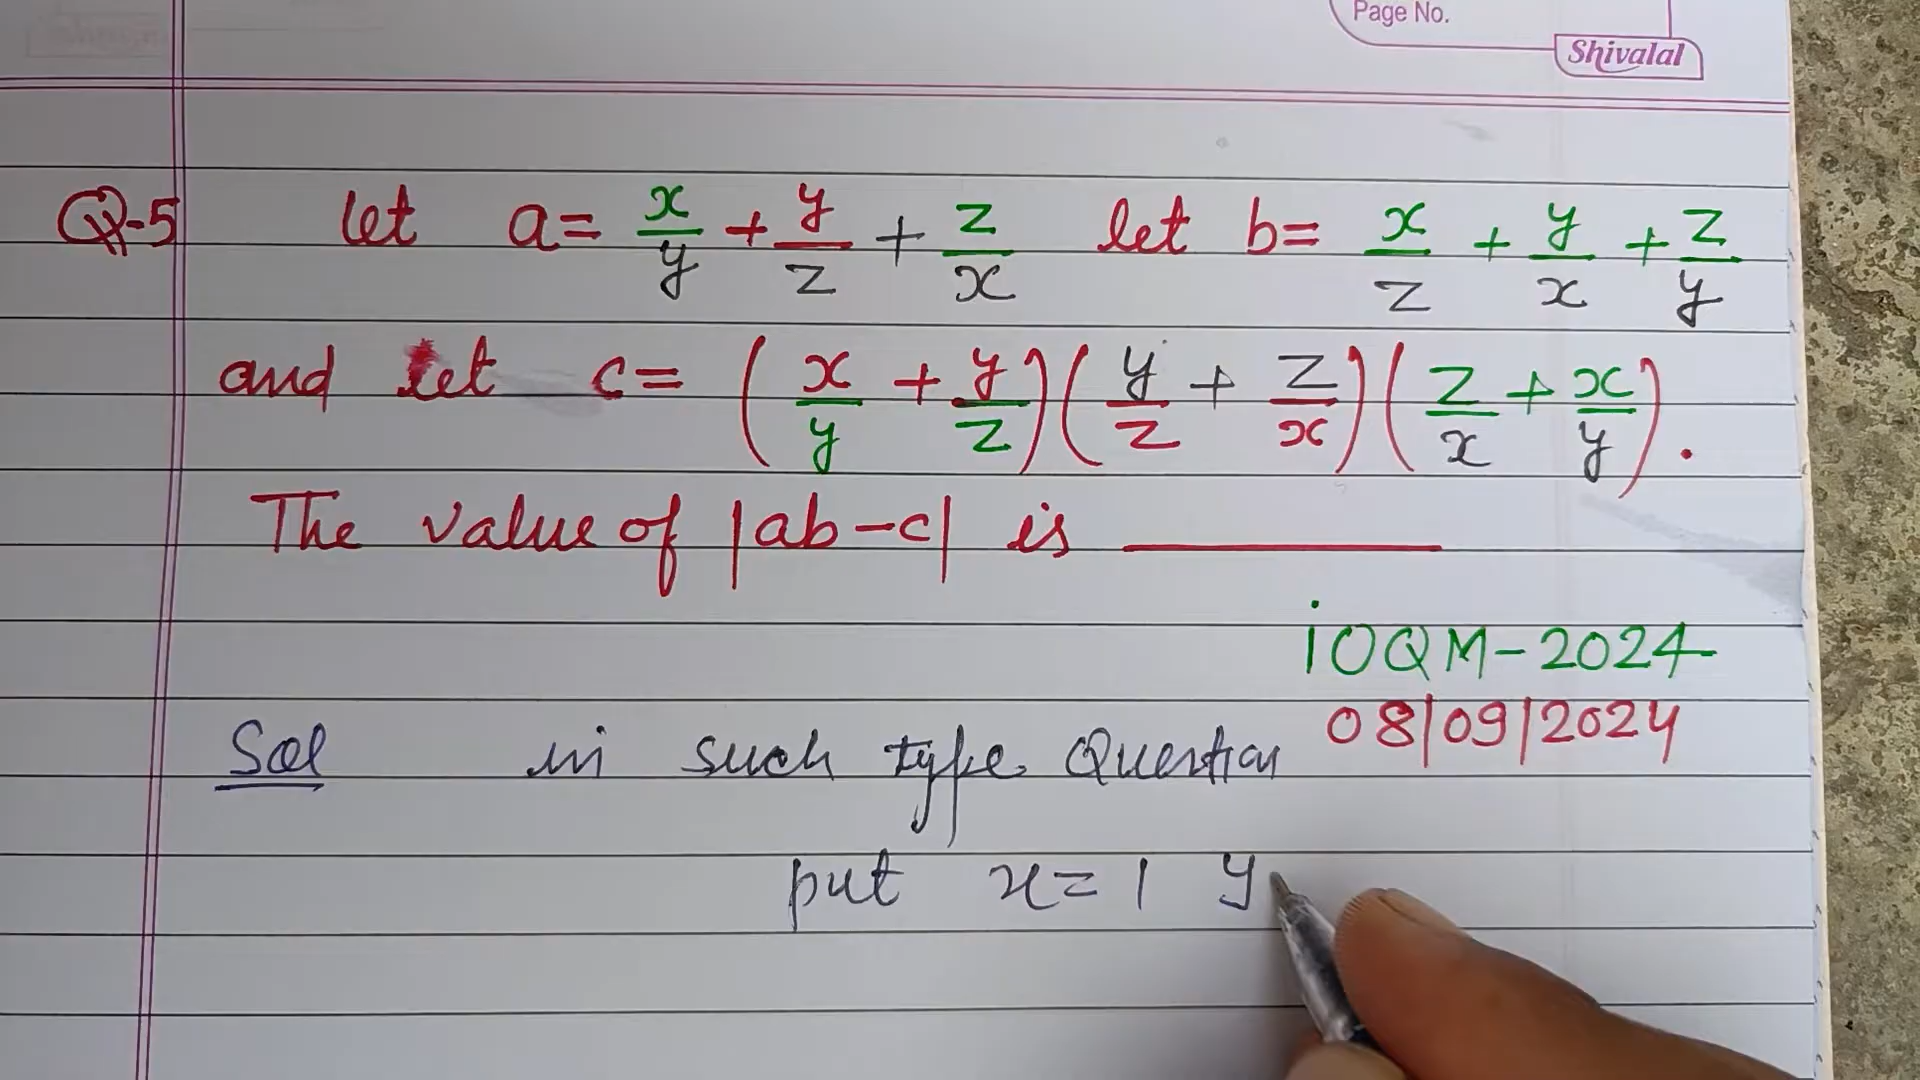 Page No.
Shivalal
Q-5 let a= x/y + y/z + z/x let b= x/z + y/x + z/y
and let c= (x/y + y/z)(y/z + z/x)(z/x + x/y).
The value of |ab-c| is ________
iOQM-2024
08/09/2024
Sol in such type Question
put x=1 y